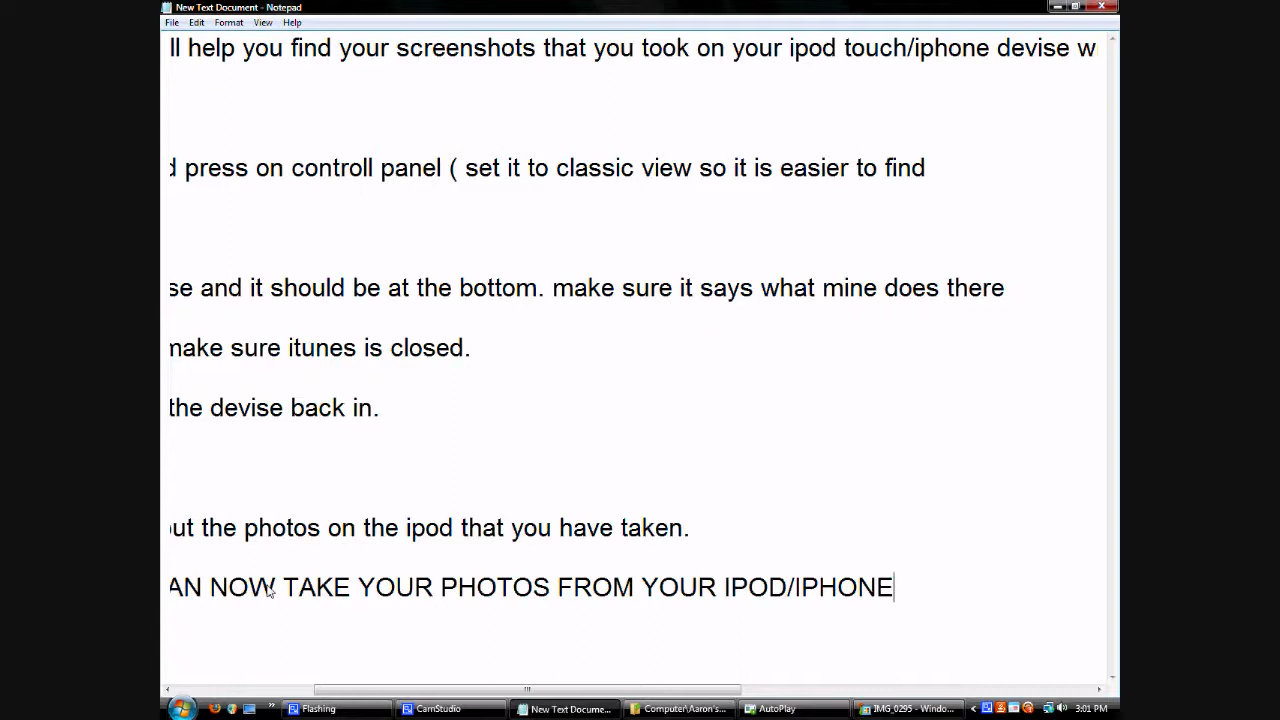 New Text Document - Notepad
File Edit Format View Help
ll help you find your screenshots that you took on your ipod touch/iphone devise w
d press on controll panel ( set it to classic view so it is easier to find
se and it should be at the bottom. make sure it says what mine does there
make sure itunes is closed.
the devise back in.
out the photos on the ipod that you have taken.
AN NOW TAKE YOUR PHOTOS FROM YOUR IPOD/IPHONE
Flashing CamStudio New Text Docume... Computer\Aaron's... AutoPlay IMG_0295 - Windo... 3:01 PM